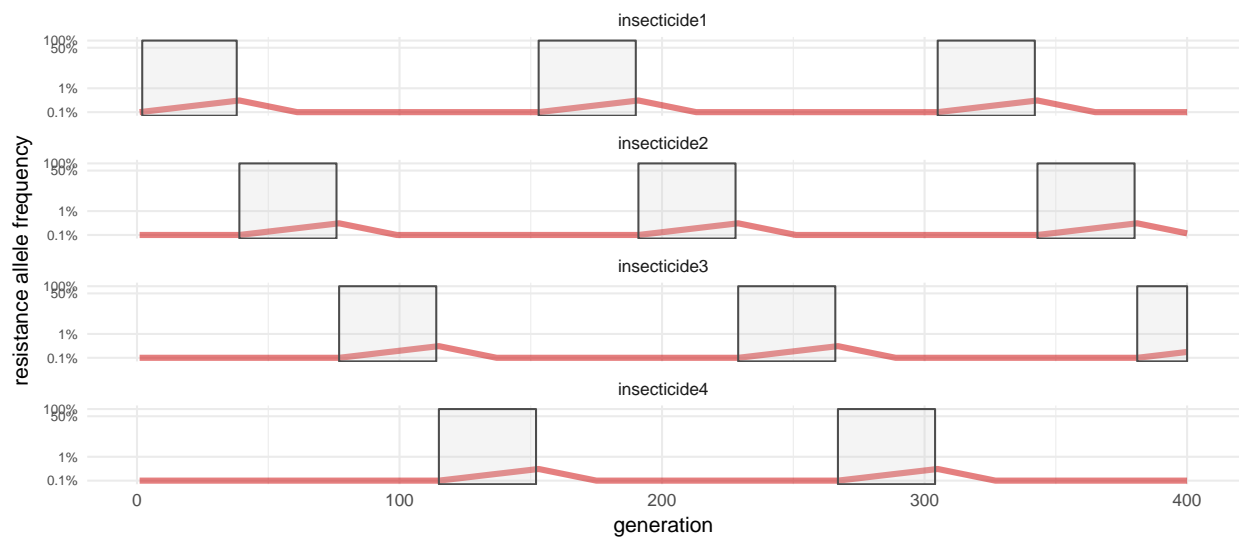 insecticide1
100%
50%
1%
0.1%
insecticide2
100%
50%
1%
0.1%
insecticide3
100%
50%
1%
0.1%
insecticide4
100%
50%
1%
0.1%
0 100 200 300 400
generation
resistance allele frequency